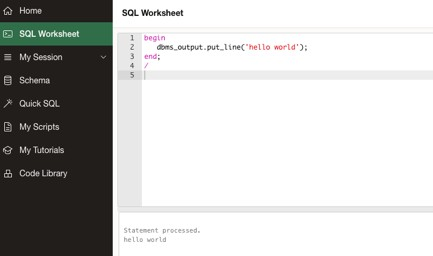 Home
SQL Worksheet
My Session
Schema
Quick SQL
My Scripts
My Tutorials
Code Library
SQL Worksheet
1 begin
2    dbms_output.put_line('hello world');
3 end;
4 /
5
Statement processed.
hello world